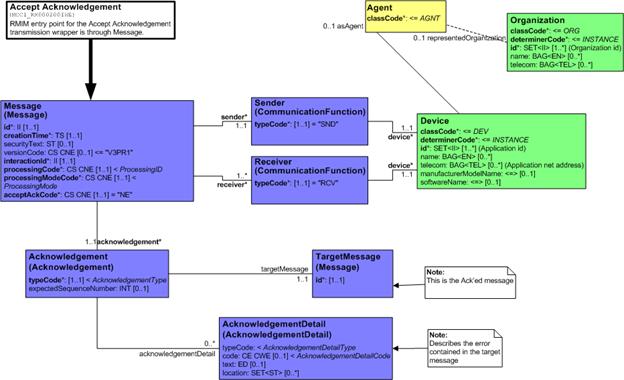 Accept Acknowledgement
(MCCI_RM000200UV02)
RMIM entry point for the Accept Acknowledgement
transmission wrapper is through Message.
Agent
classCode*: <= AGNT
0..1 asAgent
0..1 representedOrganization
Organization
classCode*: <= ORG
determinerCode*: <= INSTANCE
id*: SET<II> [1..*] (Organization id)
name: BAG<EN> [0..*]
telecom: BAG<TEL> [0..*]
Message
(Message)
id*: II [1..1]
creationTime*: TS [1..1]
securityText: ST [0..1]
versionCode: CS CNE [0..1] <= "V3PR1"
interactionId*: II [1..1]
processingCode*: CS CNE [1..1] < ProcessingID
processingModeCode*: CS CNE [1..1] <
ProcessingMode
acceptAckCode*: CS CNE [1..1] = "NE"
sender*
1..1
Sender
(CommunicationFunction)
typeCode*: [1..1] = "SND"
1..1
device*
receiver*
1..1
Receiver
(CommunicationFunction)
typeCode*: [1..1] = "RCV"
device*
1..1
Device
classCode*: <= DEV
determinerCode*: <= INSTANCE
id*: SET<II> [1..*] (Application id)
name: BAG<EN> [0..*]
telecom: BAG<TEL> [0..*] (Application net address)
manufacturerModelName: <=> [0..1]
softwareName: <=> [0..1]
1..1 acknowledgement*
Acknowledgement
(Acknowledgement)
typeCode*: [1..1] < AcknowledgementType
expectedSequenceNumber: INT [0..1]
targetMessage
1..1
TargetMessage
(Message)
id*: [1..1]
Note:
This is the Ack'ed message
0..*
acknowledgementDetail
AcknowledgementDetail
(AcknowledgementDetail)
typeCode: < AcknowledgementDetailType
code: CE CWE [0..1] < AcknowledgementDetailCode
text: ED [0..1]
location: SET<ST> [0..*]
Note:
Describes the error
contained in the target
message